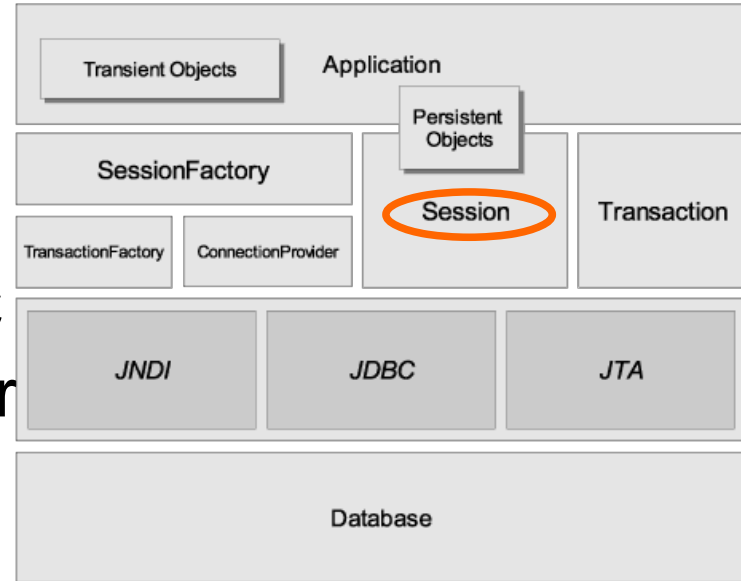 Transient Objects
Application
Persistent
Objects
SessionFactory
Session
Transaction
TransactionFactory
ConnectionProvider
JNDI
JDBC
JTA
Database